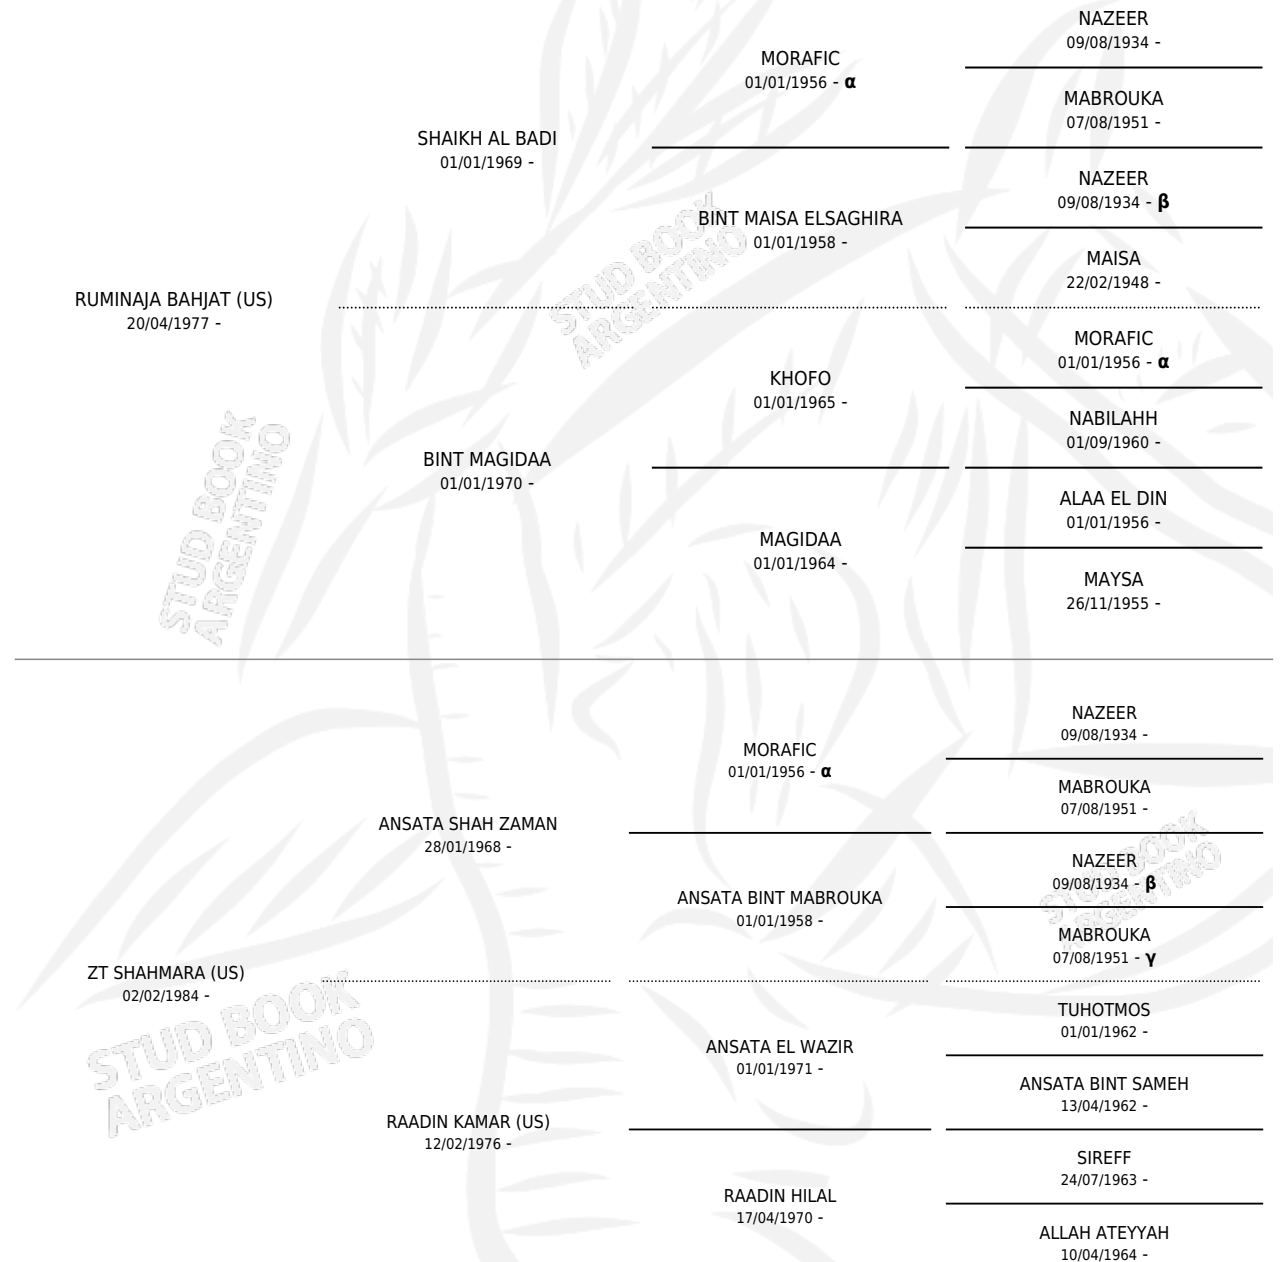 NAZEER
09/08/1934 -
MORAFIC
01/01/1956 - α
MABROUKA
07/08/1951 -
SHAIKH AL BADI
01/01/1969 -
NAZEER
09/08/1934 - β
BINT MAISA ELSAGHIRA
01/01/1958 -
MAISA
22/02/1948 -
STUD BOOK
ARGENTINO
RUMINAJA BAHJAT (US)
20/04/1977 -
MORAFIC
01/01/1956 - α
KHOFO
01/01/1965 -
NABILAHH
01/09/1960 -
BINT MAGIDAA
01/01/1970 -
ALAA EL DIN
01/01/1956 -
MAGIDAA
01/01/1964 -
MAYSA
26/11/1955 -
STUD BOOK
ARGENTINO
NAZEER
09/08/1934 -
MORAFIC
01/01/1956 - α
MABROUKA
07/08/1951 -
ANSATA SHAH ZAMAN
28/01/1968 -
NAZEER
09/08/1934 - β
ANSATA BINT MABROUKA
01/01/1958 -
MABROUKA
07/08/1951 - γ
STUD BOOK
ARGENTINO
ZT SHAHMARA (US)
02/02/1984 -
TUHOTMOS
01/01/1962 -
ANSATA EL WAZIR
01/01/1971 -
ANSATA BINT SAMEH
13/04/1962 -
STUD BOOK
ARGENTINO
RAADIN KAMAR (US)
12/02/1976 -
SIREFF
24/07/1963 -
RAADIN HILAL
17/04/1970 -
ALLAH ATEYYAH
10/04/1964 -